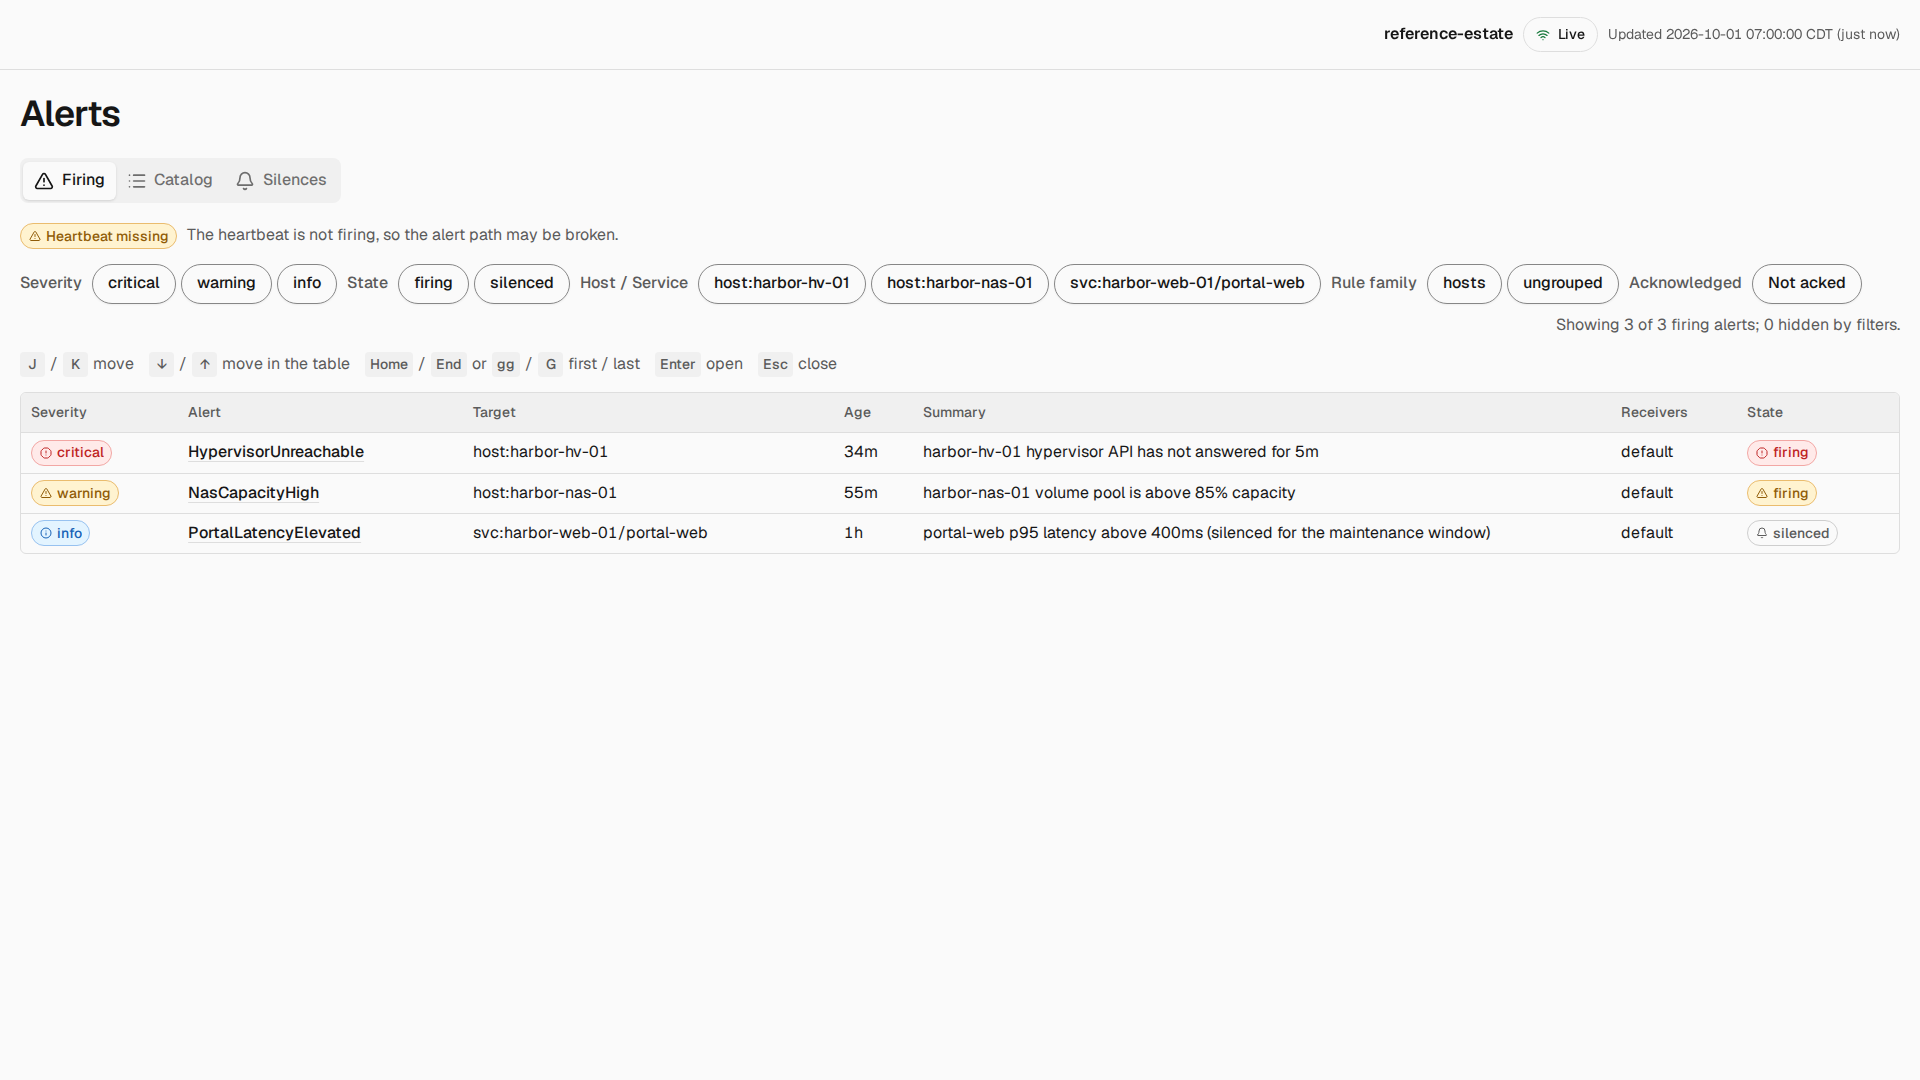 reference-estate Live Updated 2026-10-01 07:00:00 CDT (just now)
Alerts
Firing Catalog Silences
Heartbeat missing The heartbeat is not firing, so the alert path may be broken.
Severity critical warning info State firing silenced Host / Service host:harbor-hv-01 host:harbor-nas-01 svc:harbor-web-01/portal-web Rule family hosts ungrouped Acknowledged Not acked
Showing 3 of 3 firing alerts; 0 hidden by filters.
J / K move ↓ / ↑ move in the table Home / End or gg / G first / last Enter open Esc close
Severity Alert Target Age Summary Receivers State
critical HypervisorUnreachable host:harbor-hv-01 34m harbor-hv-01 hypervisor API has not answered for 5m default firing
warning NasCapacityHigh host:harbor-nas-01 55m harbor-nas-01 volume pool is above 85% capacity default firing
info PortalLatencyElevated svc:harbor-web-01/portal-web 1h portal-web p95 latency above 400ms (silenced for the maintenance window) default silenced